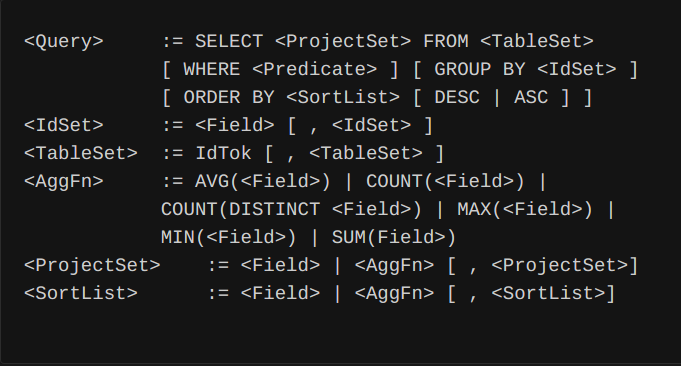 <Query> := SELECT <ProjectSet> FROM <TableSet>
[ WHERE <Predicate> ] [ GROUP BY <IdSet> ]
[ ORDER BY <SortList> [ DESC | ASC ] ]
<IdSet> := <Field> [ , <IdSet> ]
<TableSet> := IdTok [ , <TableSet> ]
<AggFn> := AVG(<Field>) | COUNT(<Field>) |
COUNT(DISTINCT <Field>) | MAX(<Field>) |
MIN(<Field>) | SUM(Field>)
<ProjectSet> := <Field> | <AggFn> [ , <ProjectSet>]
<SortList> := <Field> | <AggFn> [ , <SortList>]